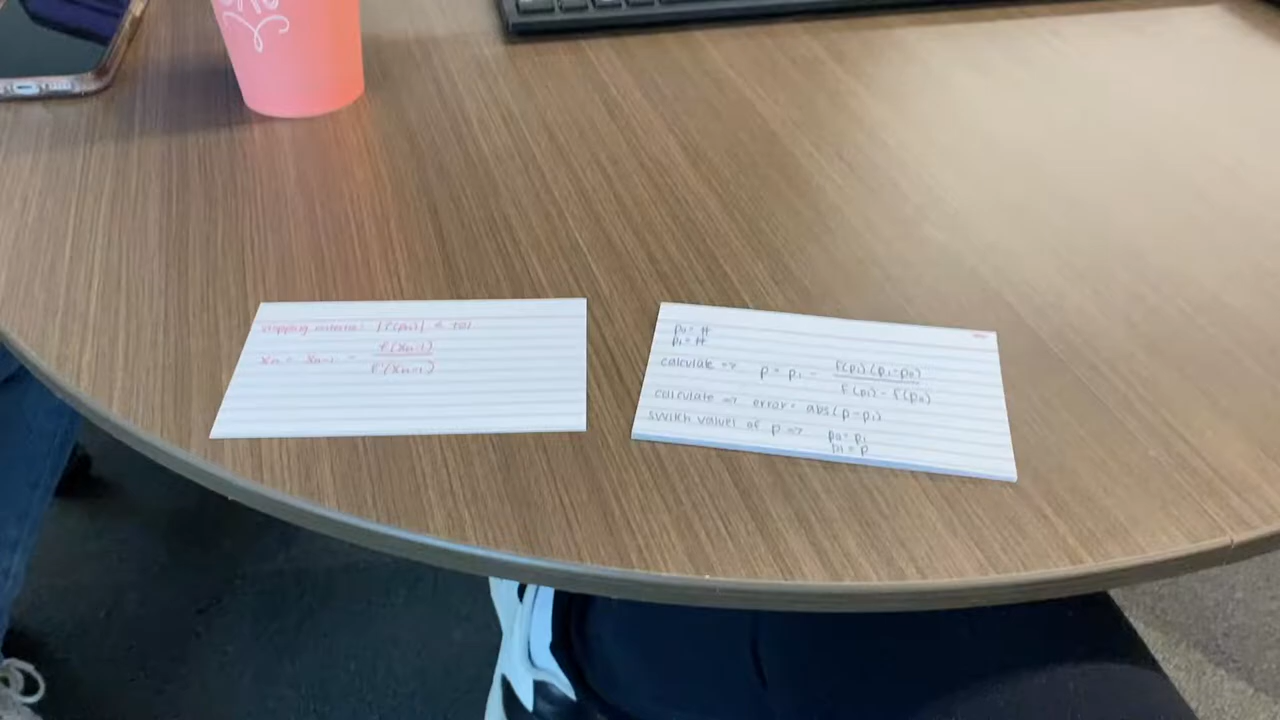 stopping criteria: |f(pn)| < tol
xn = xn-1 - f(xn-1) / f'(xn-1)
p0 = #
p1 = #
calculate => p = p1 - f(p1)(p1-p0) / f(p1) - f(p0)
calculate => error = abs(p-p1)
switch values of p => p0 = p1
p1 = p